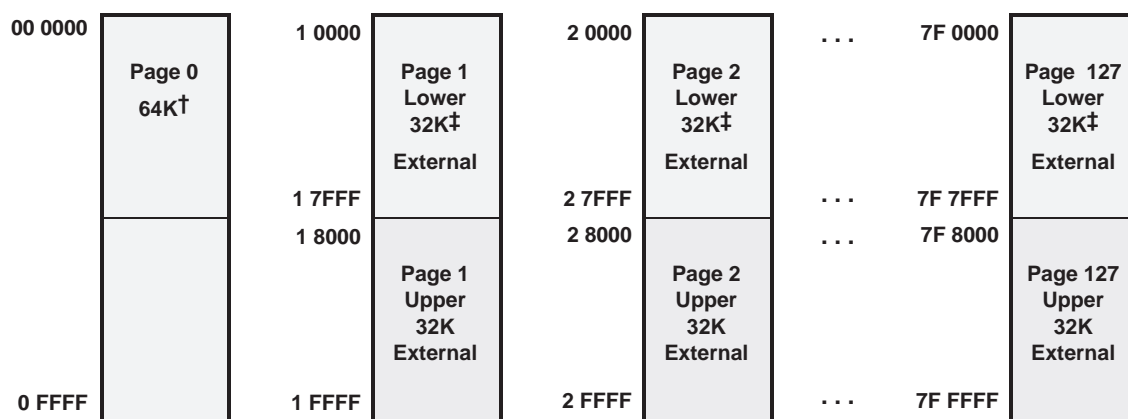 00 0000
1 0000
2 0000
. . .
7F 0000
Page 0
64K†
Page 1
Lower
32K‡
External
Page 2
Lower
32K‡
External
Page 127
Lower
32K‡
External
1 7FFF
2 7FFF
. . .
7F 7FFF
1 8000
2 8000
. . .
7F 8000
Page 1
Upper
32K
External
Page 2
Upper
32K
External
Page 127
Upper
32K
External
0 FFFF
1 FFFF
2 FFFF
. . .
7F FFFF